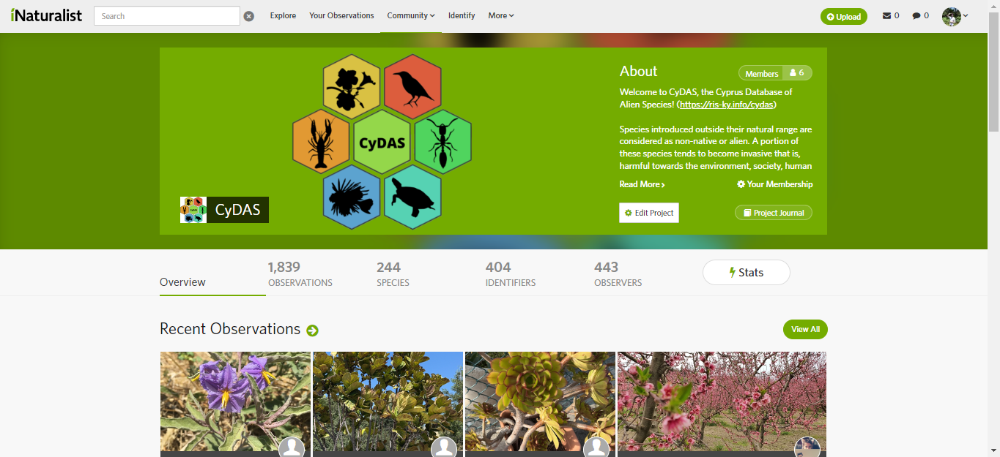 iNaturalist
Search
Explore
Your Observations
Community
Identify
More
Upload
0
0
About
Members 6
Welcome to CyDAS, the Cyprus Database of
Alien Species! (https://ris-ky.info/cydas)
Species introduced outside their natural range are
considered as non-native or alien. A portion of
these species tends to become invasive that is,
harmful towards the environment, society, human
Read More
Your Membership
Edit Project
Project Journal
CyDAS
CyDAS
Overview
1,839
OBSERVATIONS
244
SPECIES
404
IDENTIFIERS
443
OBSERVERS
Stats
Recent Observations
View All